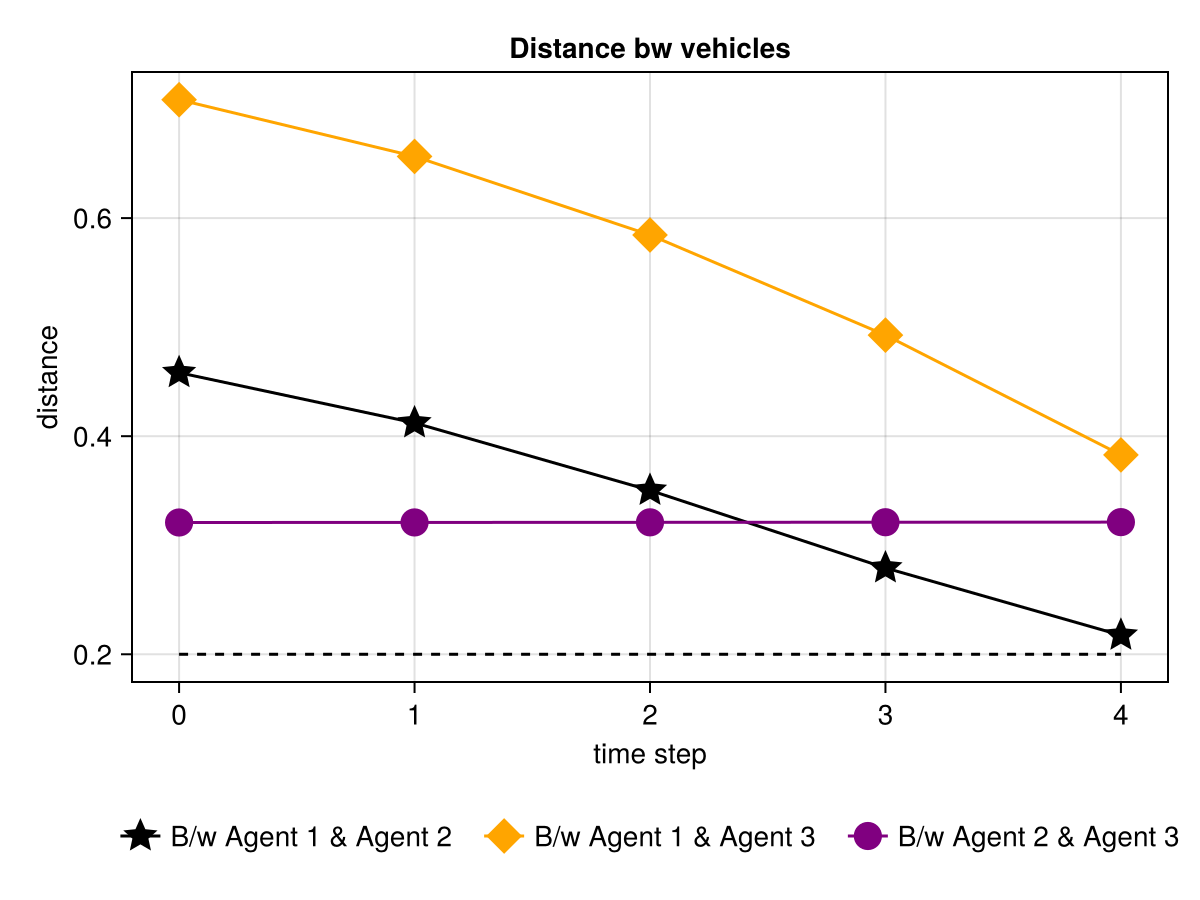 Distance bw vehicles
distance
0.6
0.4
0.2
0 1 2 3 4
time step
B/w Agent 1 & Agent 2 B/w Agent 1 & Agent 3 B/w Agent 2 & Agent 3